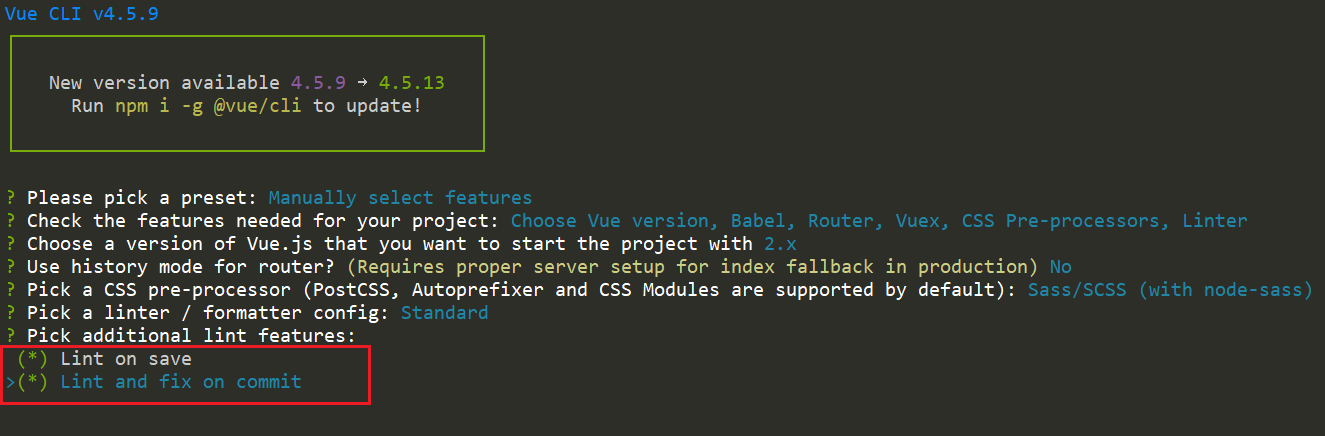 Vue CLI v4.5.9
New version available 4.5.9 → 4.5.13
Run npm i -g @vue/cli to update!
? Please pick a preset: Manually select features
? Check the features needed for your project: Choose Vue version, Babel, Router, Vuex, CSS Pre-processors, Linter
? Choose a version of Vue.js that you want to start the project with 2.x
? Use history mode for router? (Requires proper server setup for index fallback in production) No
? Pick a CSS pre-processor (PostCSS, Autoprefixer and CSS Modules are supported by default): Sass/SCSS (with node-sass)
? Pick a linter / formatter config: Standard
? Pick additional lint features:
(*) Lint on save
>(*) Lint and fix on commit